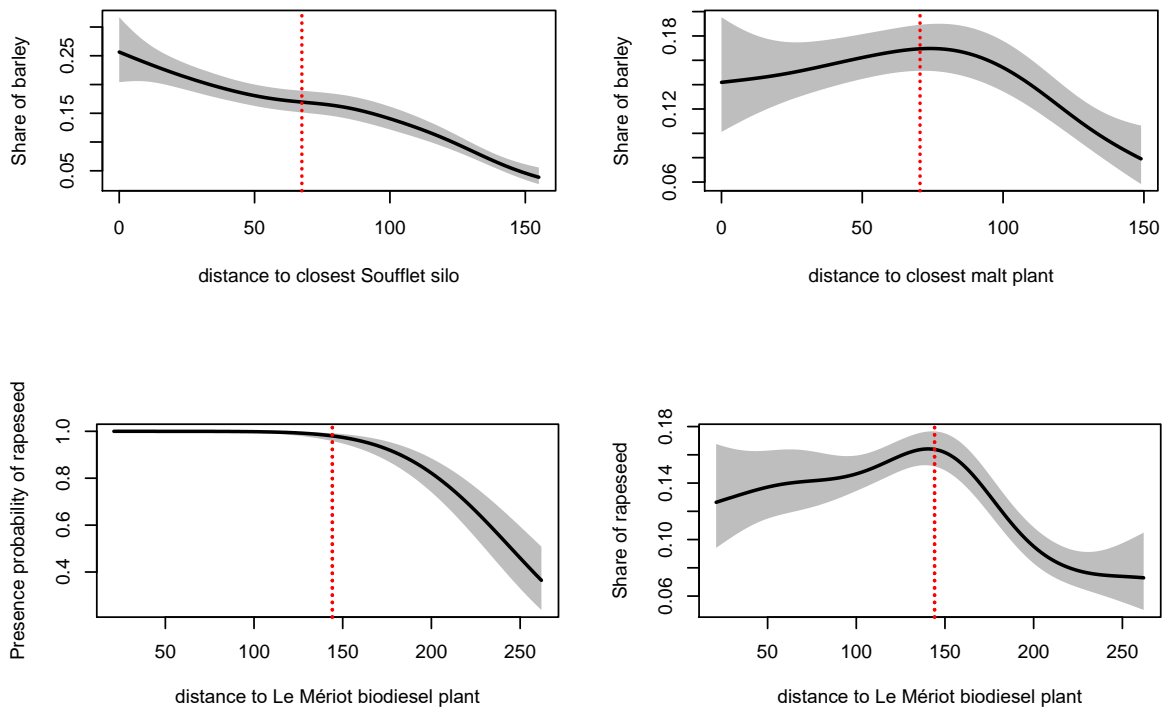 Share of barley
0.05 0.15 0.25
0 50 100 150
distance to closest Soufflet silo
Share of barley
0.06 0.12 0.18
0 50 100 150
distance to closest malt plant
Presence probability of rapeseed
0.4 0.6 0.8 1.0
50 100 150 200 250
distance to Le Mériot biodiesel plant
Share of rapeseed
0.06 0.10 0.14 0.18
50 100 150 200 250
distance to Le Mériot biodiesel plant